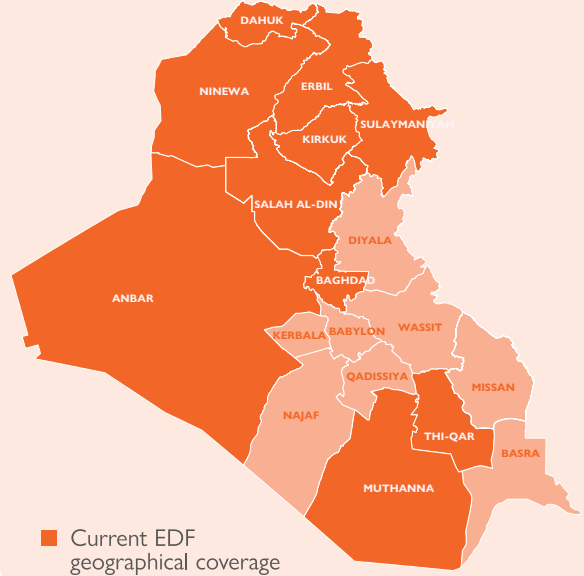 DAHUK
NINEWA
ERBIL
SULAYMANIYAH
KIRKUK
SALAH AL-DIN
DIYALA
BAGHDAD
ANBAR
KERBALA
BABYLON
WASSIT
QADISSIYA
MISSAN
NAJAF
THI-QAR
BASRA
MUTHANNA
Current EDF
geographical coverage